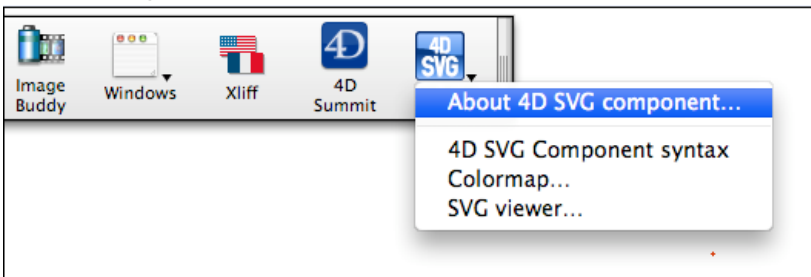 4D
4D
SVG
Image
Buddy
Windows
Xliff
4D
Summit
About 4D SVG component...
4D SVG Component syntax
Colormap...
SVG viewer...